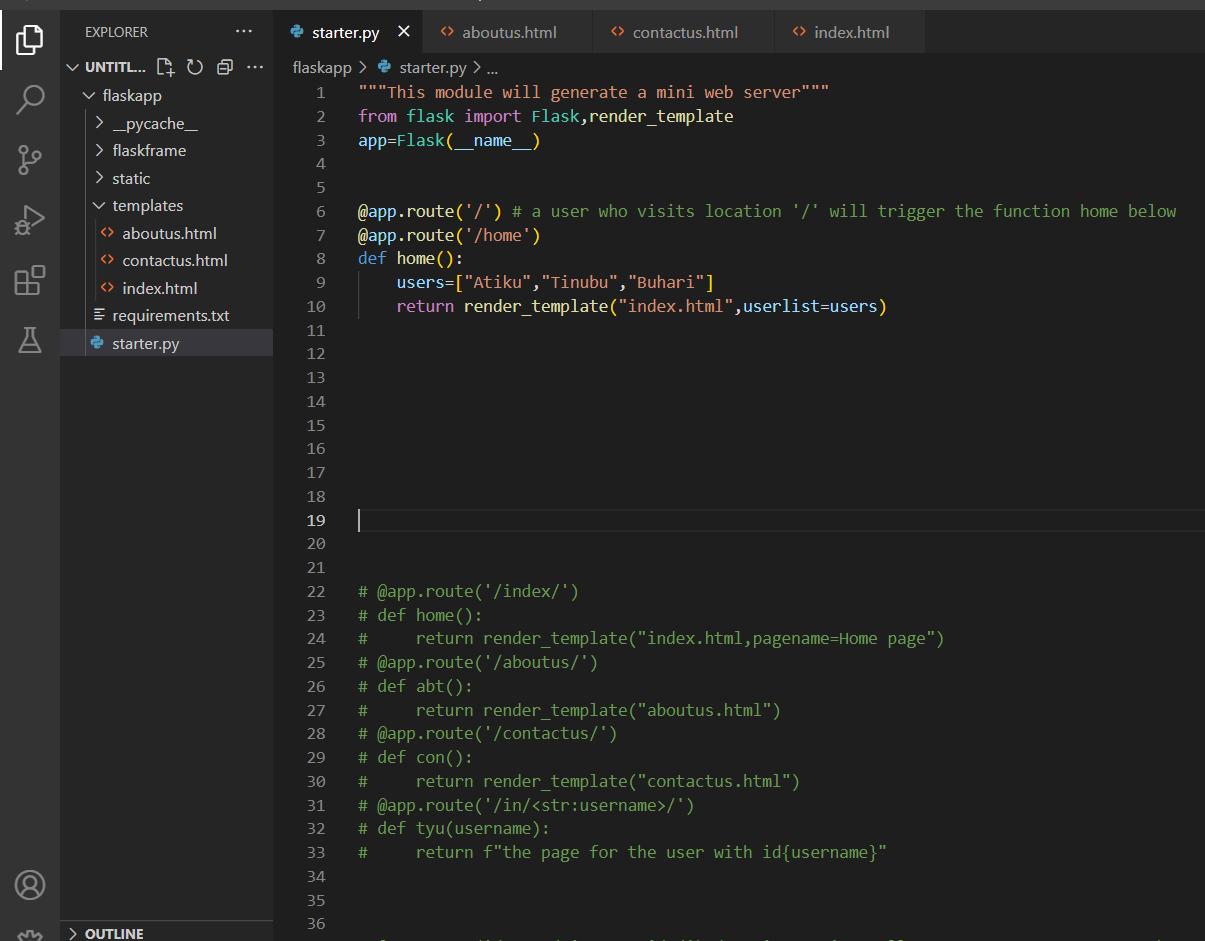 EXPLORER
starter.py
aboutus.html
contactus.html
index.html
UNTITL...
flaskapp
__pycache__
flaskframe
static
templates
aboutus.html
contactus.html
index.html
requirements.txt
starter.py
OUTLINE
flaskapp > starter.py > ...
1 """This module will generate a mini web server"""
2 from flask import Flask,render_template
3 app=Flask(__name__)
4
5
6 @app.route('/') # a user who visits location '/' will trigger the function home below
7 @app.route('/home')
8 def home():
9     users=["Atiku","Tinubu","Buhari"]
10     return render_template("index.html",userlist=users)
11
12
13
14
15
16
17
18
19
20
21
22 # @app.route('/index/')
23 # def home():
24 #     return render_template("index.html,pagename=Home page")
25 # @app.route('/aboutus/')
26 # def abt():
27 #     return render_template("aboutus.html")
28 # @app.route('/contactus/')
29 # def con():
30 #     return render_template("contactus.html")
31 # @app.route('/in/<str:username>/')
32 # def tyu(username):
33 #     return f"the page for the user with id{username}"
34
35
36